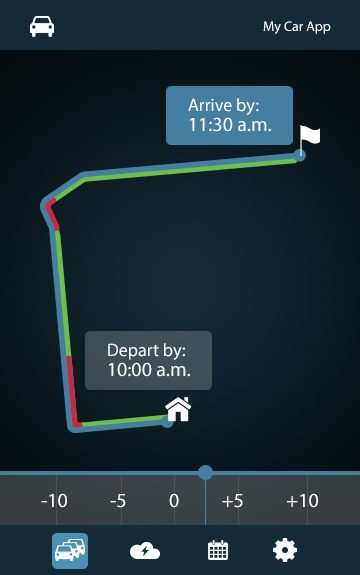 My Car App
Arrive by:
11:30 a.m.
Depart by:
10:00 a.m.
-10 -5 0 +5 +10